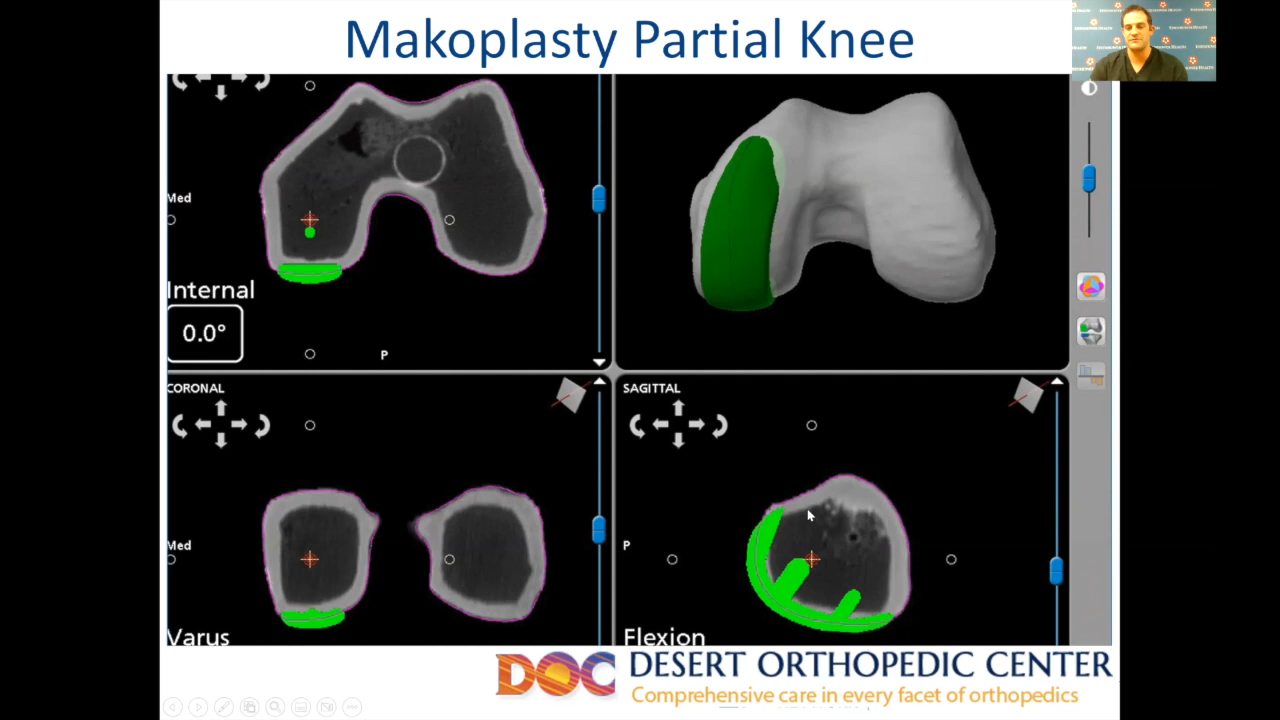 Makoplasty Partial Knee
Med
Internal
0.0°
P
CORONAL
Med
Varus
SAGITTAL
P
Flexion
DOC DESERT ORTHOPEDIC CENTER
Comprehensive care in every facet of orthopedics